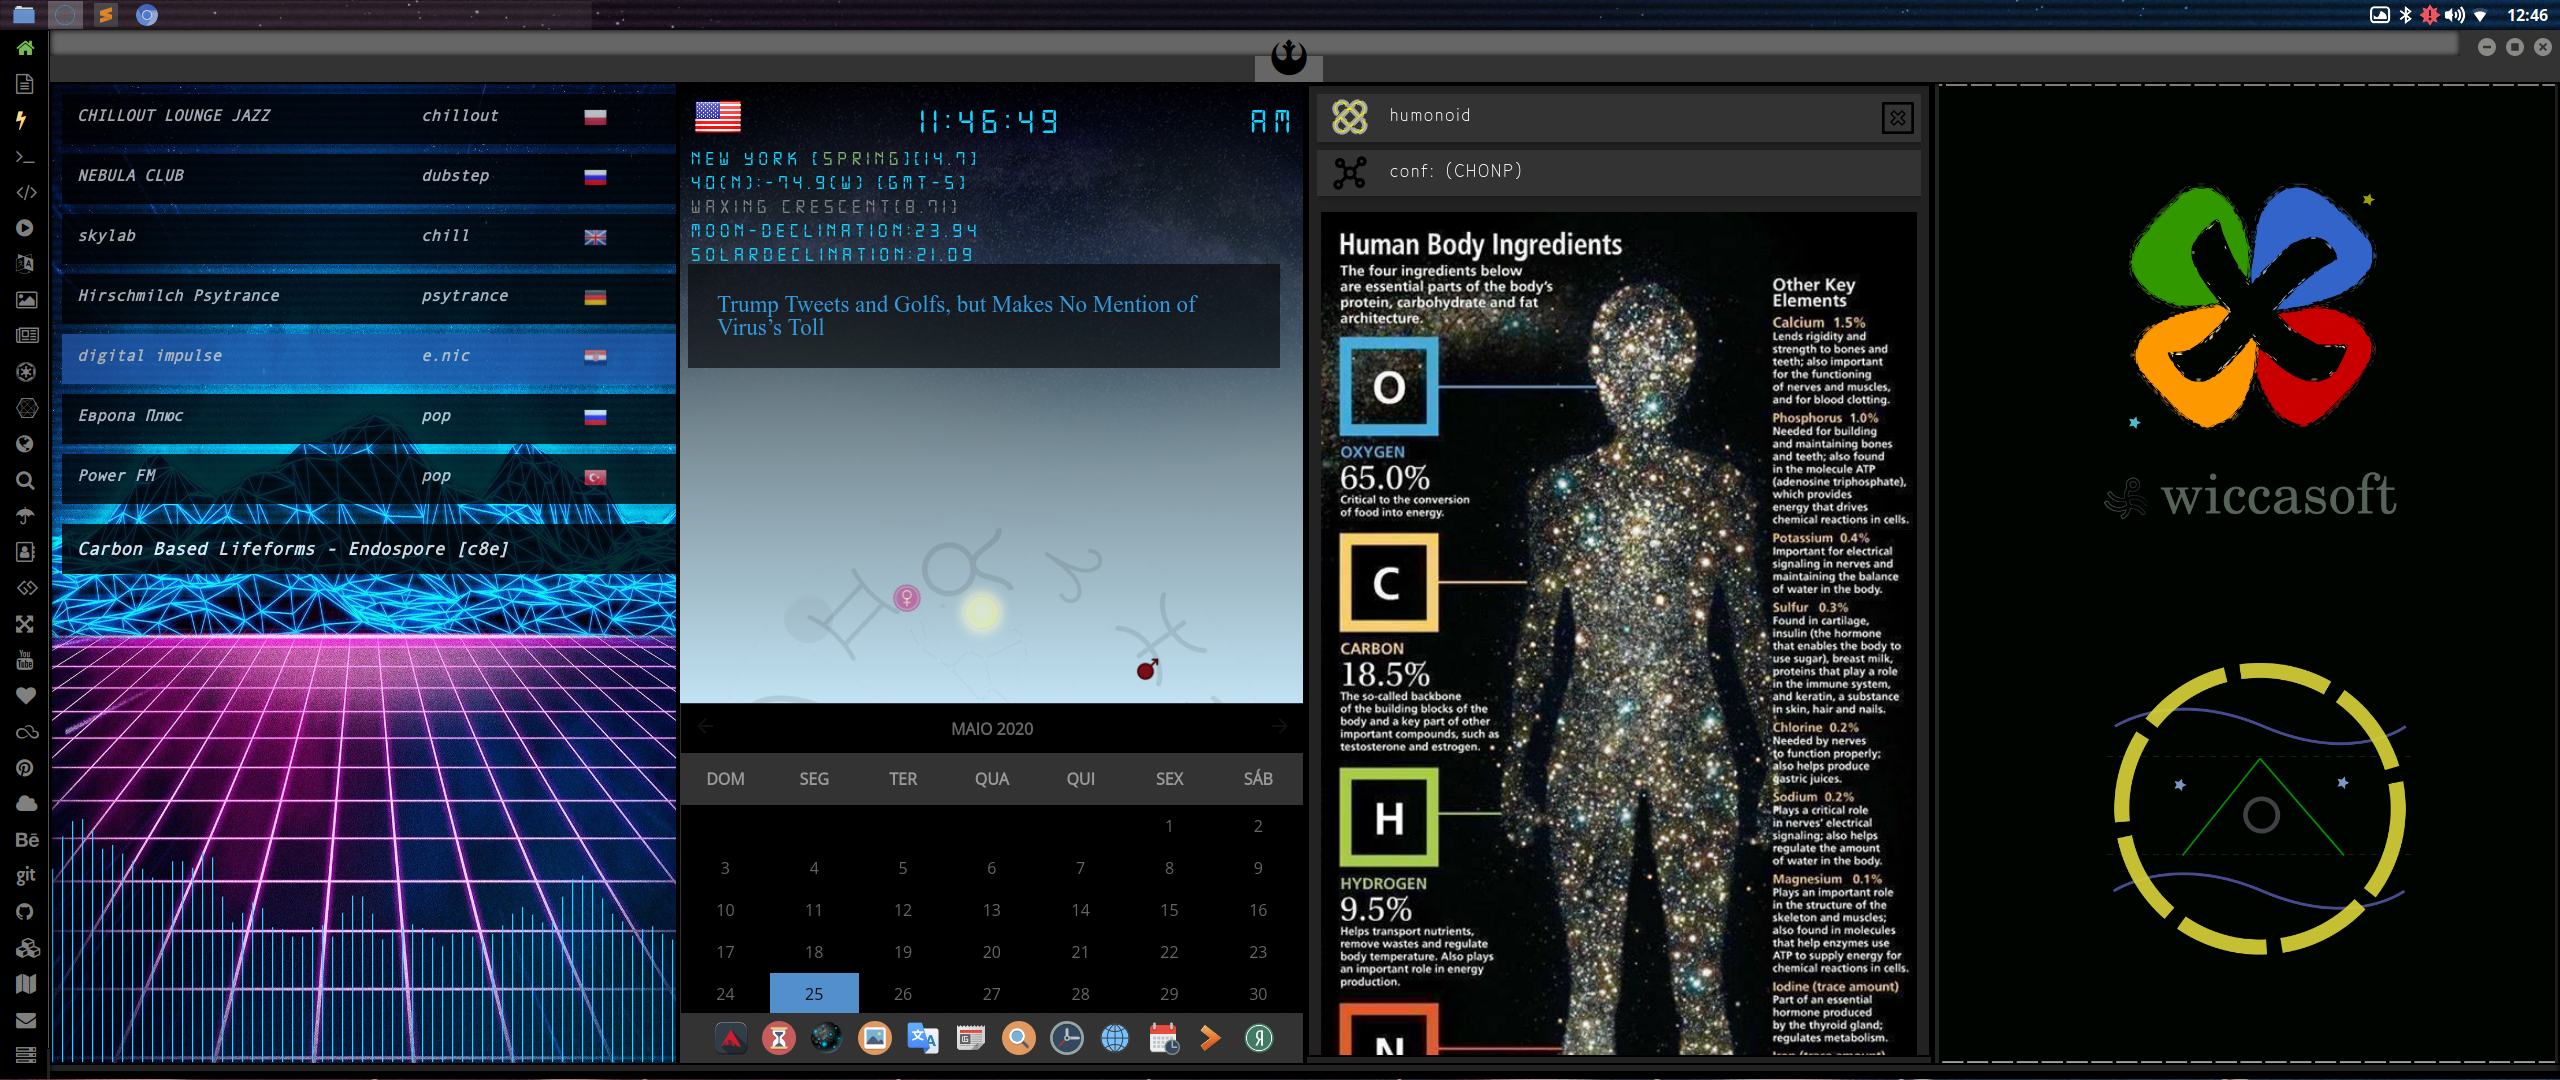 12:46
CHILLOUT LOUNGE JAZZ chillout
NEBULA CLUB dubstep
skylab chill
Hirschmilch Psytrance psytrance
digital impulse e.nic
Европа Плюс pop
Power FM pop
Carbon Based Lifeforms - Endospore [c8e]
You
Tube
Bē
git
11:46:49 AM
NEW YORK [SPRING][14.7]
40(N):-74.9(W) [GMT-5]
WAXING CRESCENT[8.71]
MOON-DECLINATION:23.94
SOLARDECLINATION:21.09
Trump Tweets and Golfs, but Makes No Mention of
Virus’s Toll
MAIO 2020
DOM SEG TER QUA QUI SEX SÁB
1 2
3 4 5 6 7 8 9
10 11 12 13 14 15 16
17 18 19 20 21 22 23
24 25 26 27 28 29 30
humonoid
conf: (CHONP)
Human Body Ingredients
The four ingredients below
are essential parts of the body’s
protein, carbohydrate and fat
architecture.
O
OXYGEN
65.0%
Critical to the conversion
of food into energy.
C
CARBON
18.5%
The so-called backbone
of the building blocks of the
body and a key part of other
important compounds, such as
testosterone and estrogen.
H
HYDROGEN
9.5%
Helps transport nutrients,
remove wastes and regulate
body temperature. Also plays
an important role in energy
production.
N
Other Key
Elements
Calcium 1.5%
Lends rigidity and
strength to bones and
teeth; also important
for the functioning
of nerves and muscles,
and for blood clotting.
Phosphorus 1.0%
Needed for building
and maintaining bones
and teeth; also found
in the molecule ATP
(adenosine triphosphate),
which provides
energy that drives
chemical reactions in cells.
Potassium 0.4%
Important for electrical
signaling in nerves and
maintaining the balance
of water in the body.
Sulfur 0.3%
Found in cartilage,
insulin (the hormone
that enables the body to
use sugar), breast milk,
proteins that play a role
in the immune system,
and keratin, a substance
in skin, hair and nails.
Chlorine 0.2%
Needed by nerves
to function properly;
also helps produce
gastric juices.
Sodium 0.2%
Plays a critical role
in nerves’ electrical
signaling; also helps
regulate the amount
of water in the body.
Magnesium 0.1%
Plays an important role
in the structure of the
skeleton and muscles;
also found in molecules
that help enzymes use
ATP to supply energy for
chemical reactions in cells.
Iodine (trace amount)
Part of an essential
hormone produced
by the thyroid gland;
regulates metabolism.
Iron (trace amount)
wiccasoft